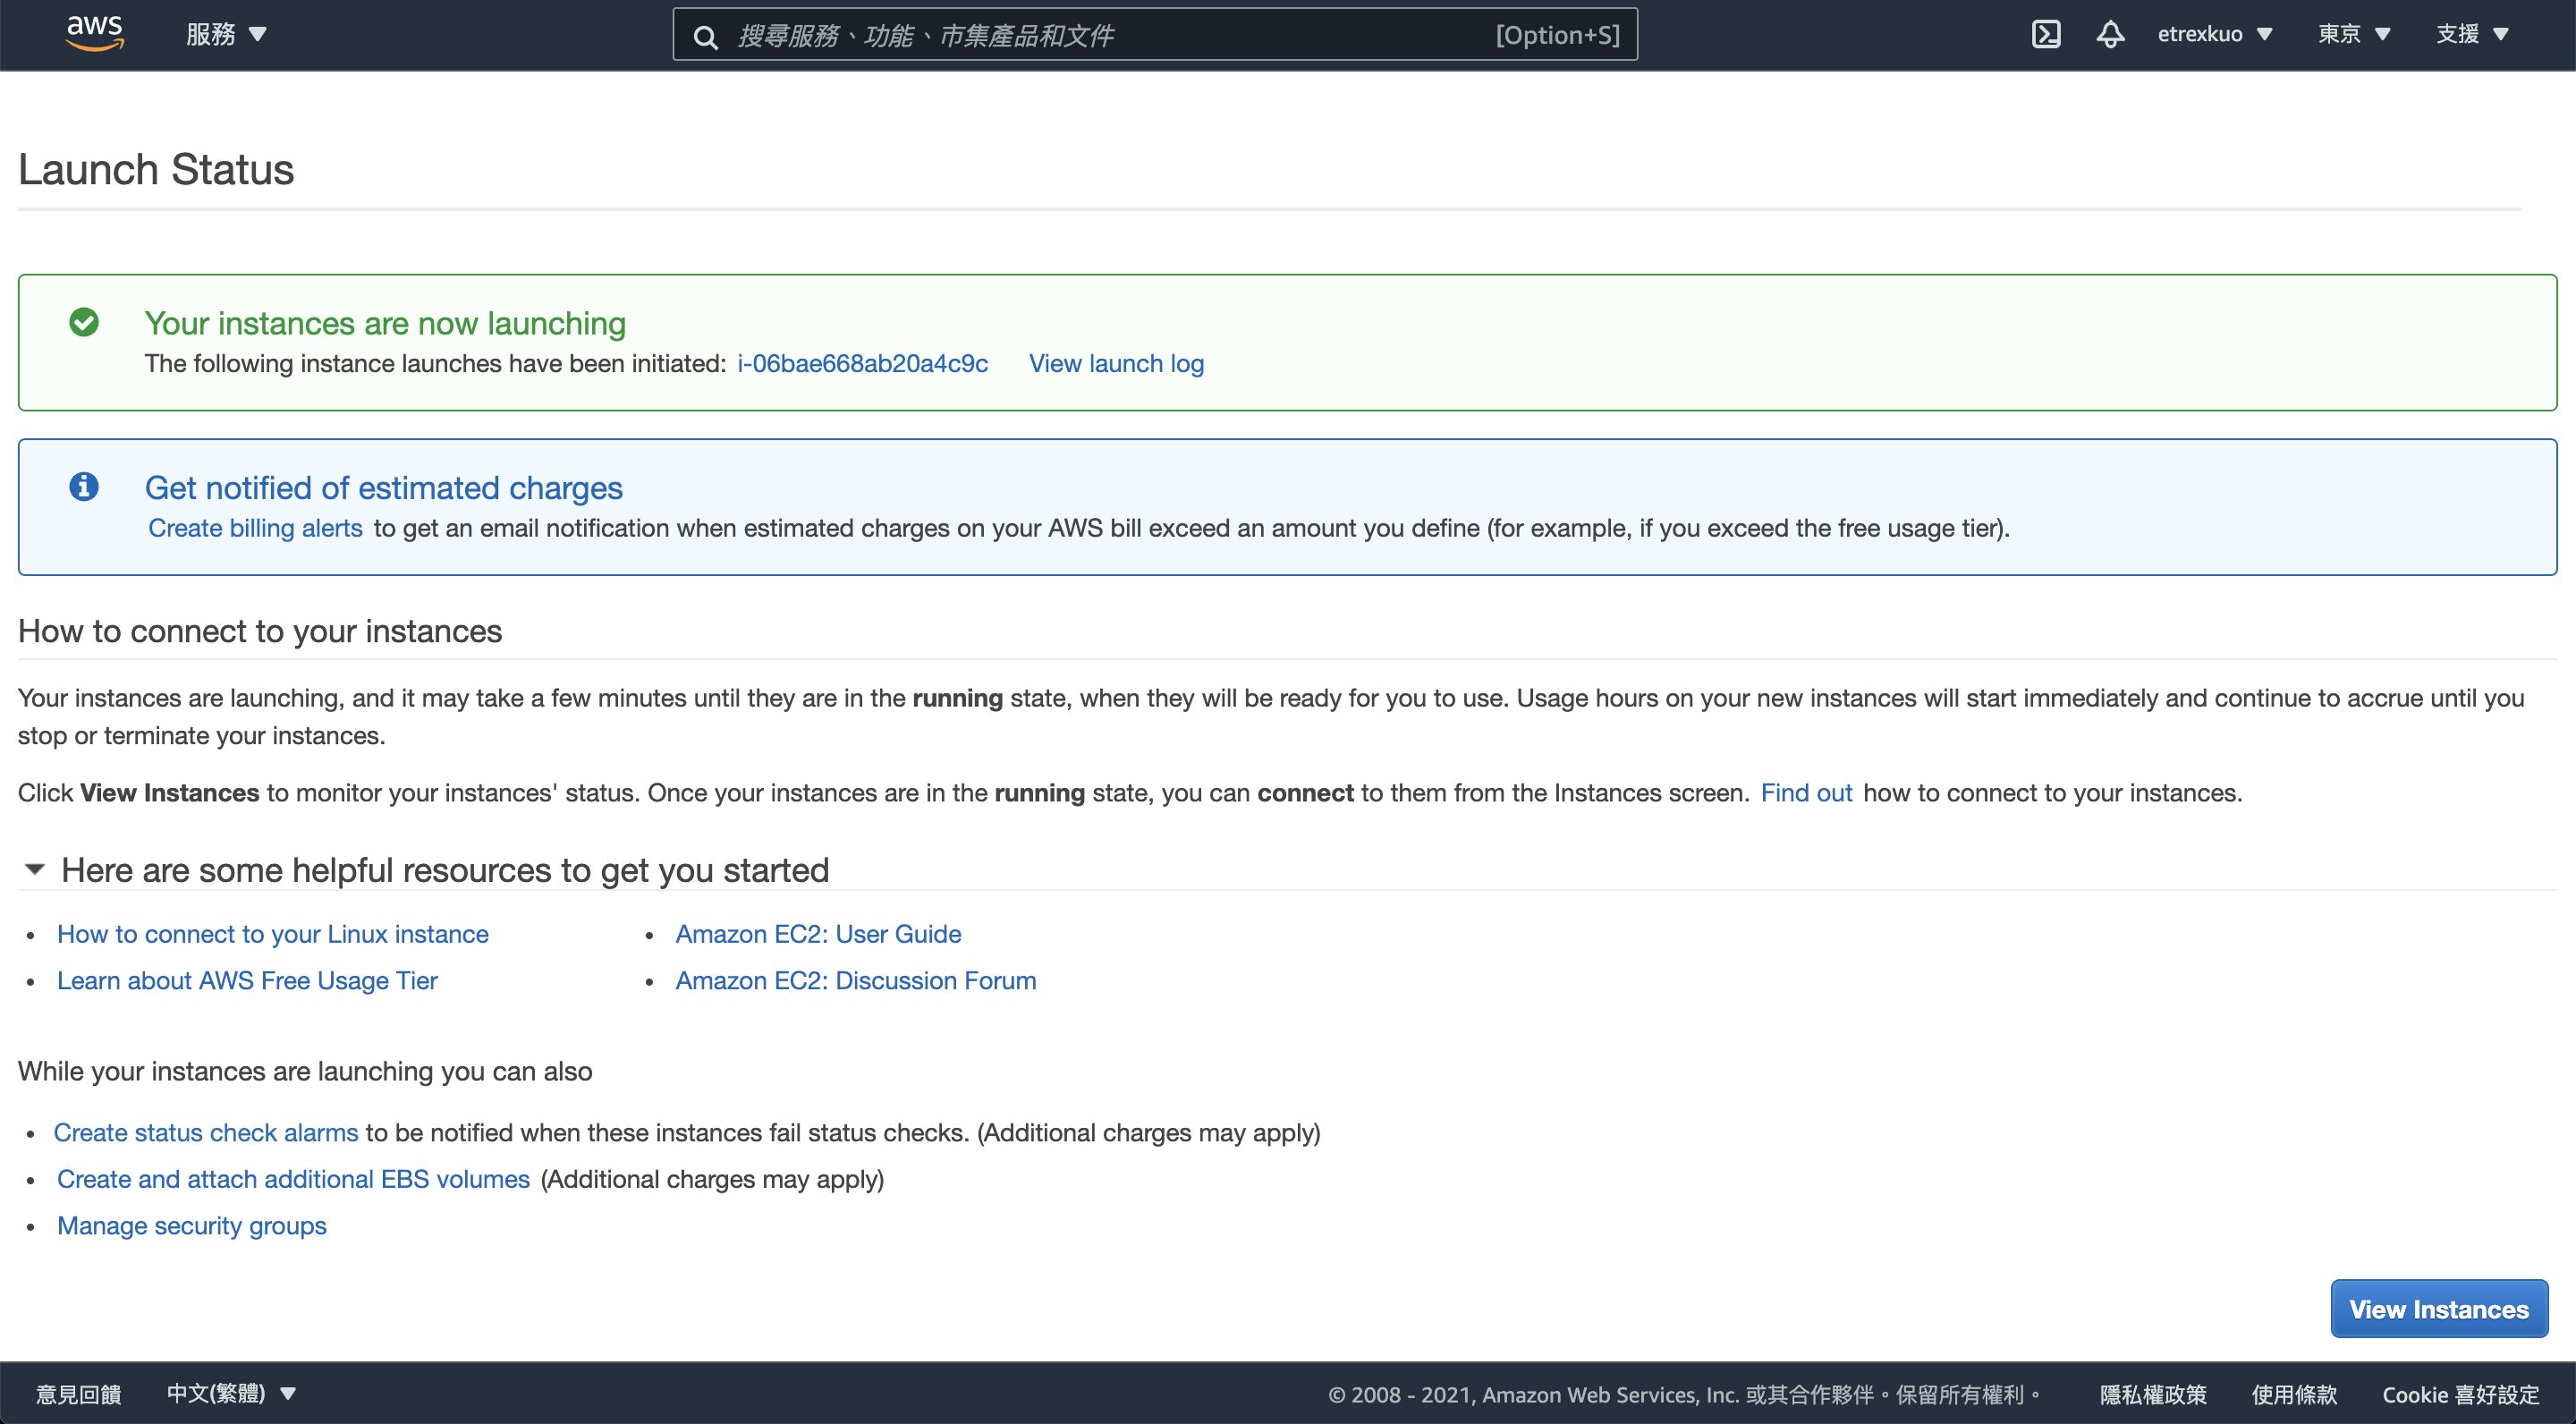 aws 服務 搜尋服務、功能、市集產品和文件 [Option+S] etrexkuo 東京 支援
Launch Status
Your instances are now launching
The following instance launches have been initiated: i-06bae668ab20a4c9c View launch log
Get notified of estimated charges
Create billing alerts to get an email notification when estimated charges on your AWS bill exceed an amount you define (for example, if you exceed the free usage tier).
How to connect to your instances
Your instances are launching, and it may take a few minutes until they are in the running state, when they will be ready for you to use. Usage hours on your new instances will start immediately and continue to accrue until you
stop or terminate your instances.
Click View Instances to monitor your instances' status. Once your instances are in the running state, you can connect to them from the Instances screen. Find out how to connect to your instances.
Here are some helpful resources to get you started
• How to connect to your Linux instance • Amazon EC2: User Guide
• Learn about AWS Free Usage Tier • Amazon EC2: Discussion Forum
While your instances are launching you can also
• Create status check alarms to be notified when these instances fail status checks. (Additional charges may apply)
• Create and attach additional EBS volumes (Additional charges may apply)
• Manage security groups
View Instances
意見回饋 中文(繁體) © 2008 - 2021, Amazon Web Services, Inc. 或其合作夥伴。保留所有權利。 隱私權政策 使用條款 Cookie 喜好設定